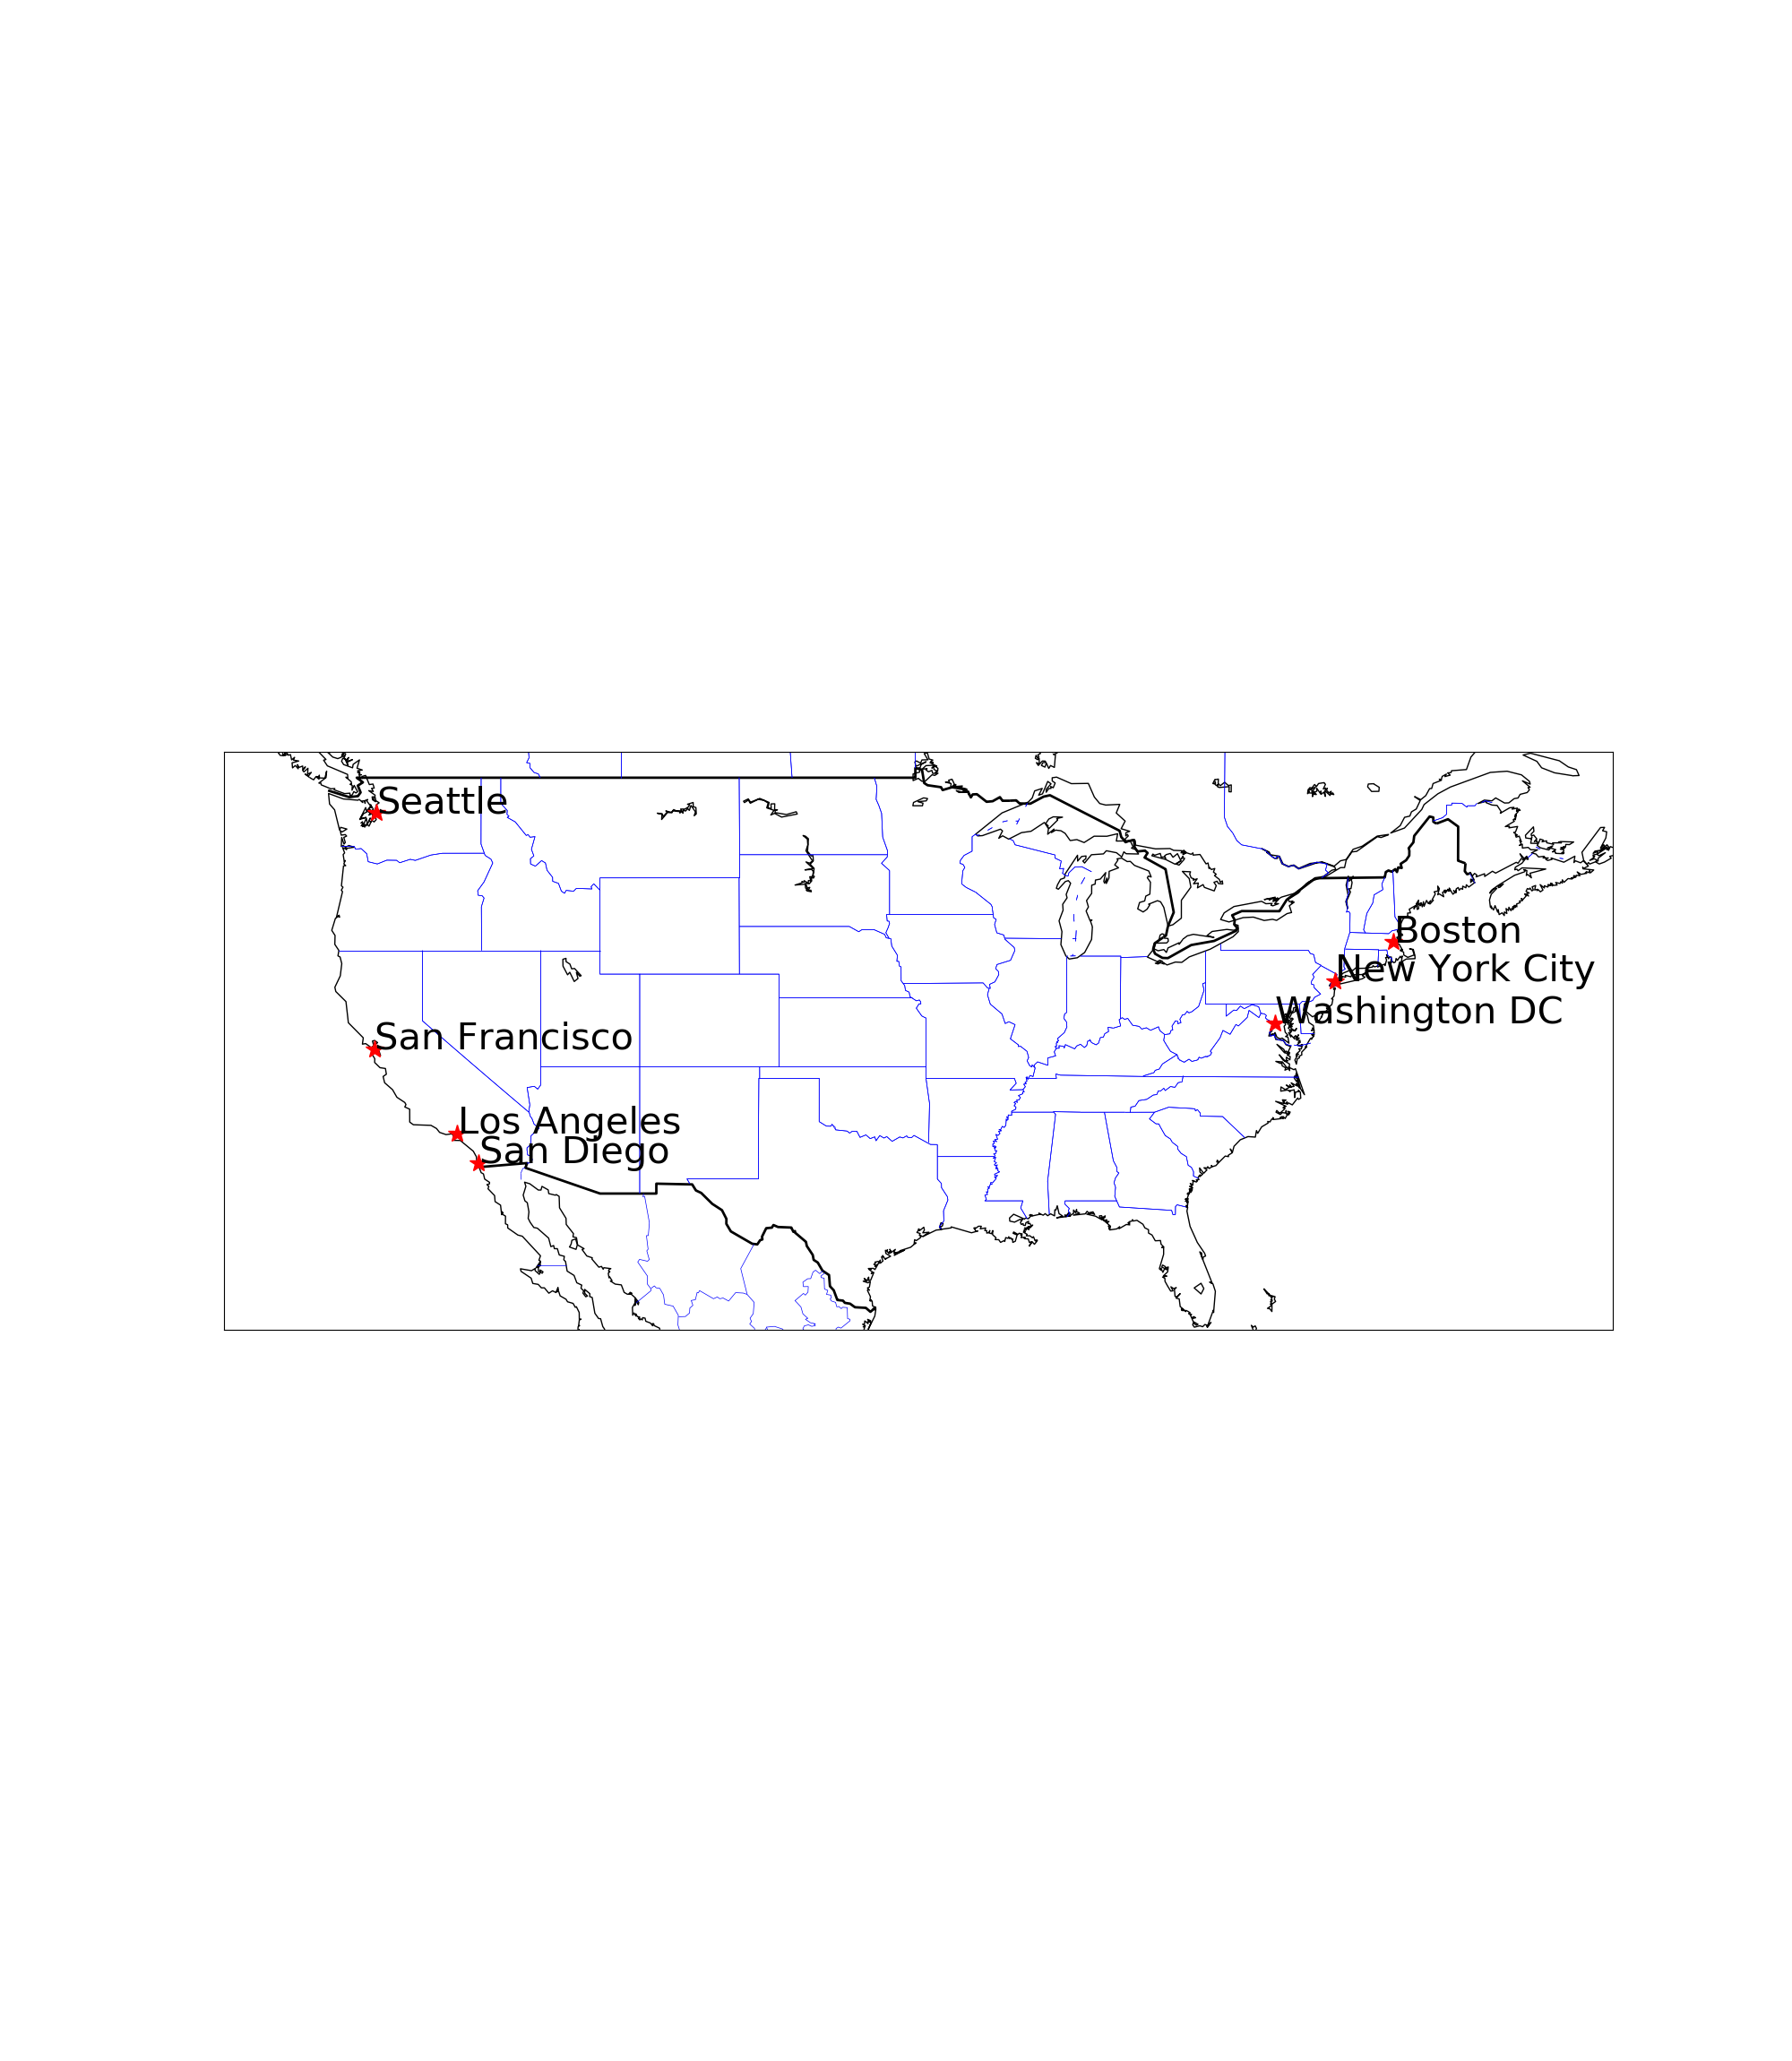 Seattle
Boston
New York City
Washington DC
San Francisco
Los Angeles
San Diego